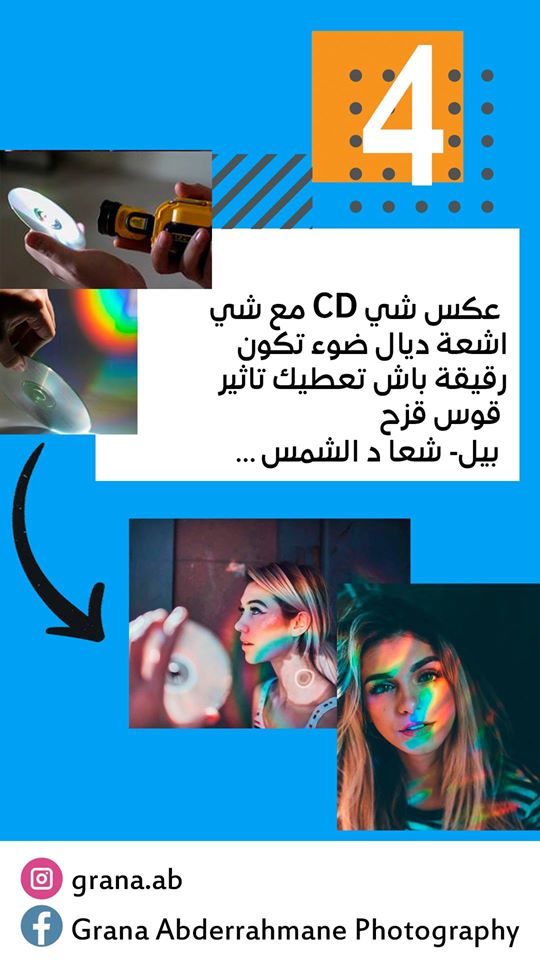 4
عكس شي CD مع شي
اشعة ديال ضوء تكون
رقيقة باش تعطيك تاثير
قوس قزح
بيل- شعا د الشمس ...
grana.ab
Grana Abderrahmane Photography